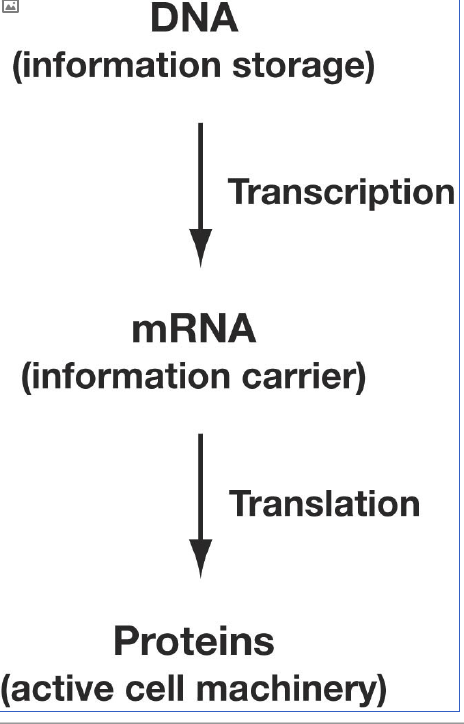 DNA
(information storage)
Transcription
mRNA
(information carrier)
Translation
Proteins
(active cell machinery)